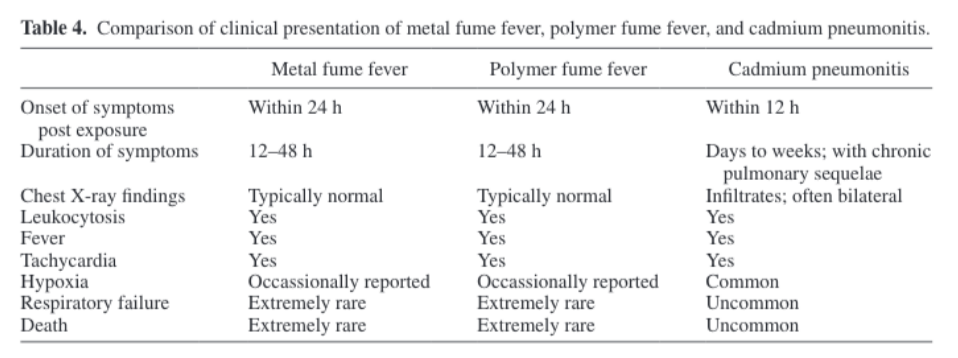 Table 4. Comparison of clinical presentation of metal fume fever, polymer fume fever, and cadmium pneumonitis.
Metal fume fever Polymer fume fever Cadmium pneumonitis
Onset of symptoms Within 24 h Within 24 h Within 12 h
post exposure
Duration of symptoms 12–48 h 12–48 h Days to weeks; with chronic
pulmonary sequelae
Chest X-ray findings Typically normal Typically normal Infiltrates; often bilateral
Leukocytosis Yes Yes Yes
Fever Yes Yes Yes
Tachycardia Yes Yes Yes
Hypoxia Occassionally reported Occassionally reported Common
Respiratory failure Extremely rare Extremely rare Uncommon
Death Extremely rare Extremely rare Uncommon